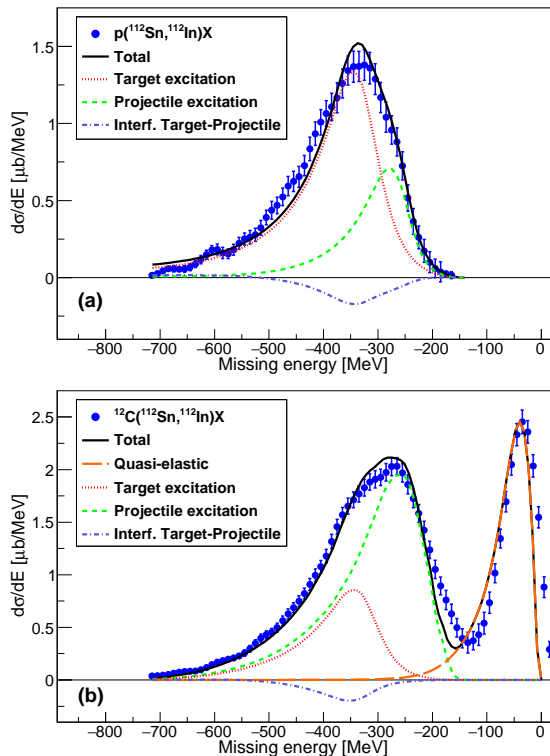 p(¹¹²Sn,¹¹²In)X
Total
Target excitation
Projectile excitation
Interf. Target-Projectile
dσ/dE [μb/MeV]
1.5
1
0.5
0
(a)
−800 −700 −600 −500 −400 −300 −200 −100 0
Missing energy [MeV]
¹²C(¹¹²Sn,¹¹²In)X
Total
Quasi-elastic
Target excitation
Projectile excitation
Interf. Target-Projectile
dσ/dE [μb/MeV]
2.5
2
1.5
1
0.5
0
(b)
−800 −700 −600 −500 −400 −300 −200 −100 0
Missing energy [MeV]